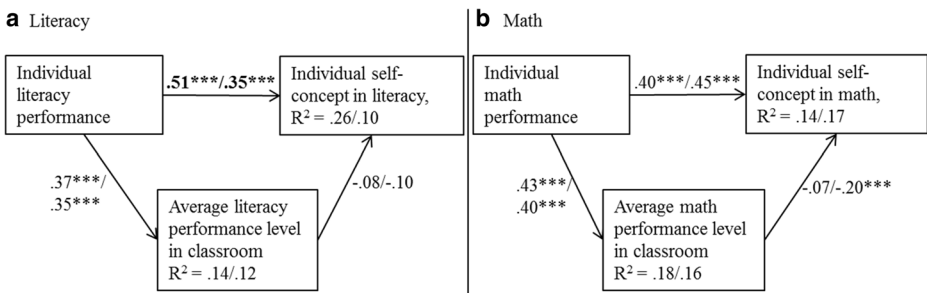 a Literacy
Individual
literacy
performance
.51***/.35***
Individual self-
concept in literacy,
R² = .26/.10
.37***/
.35***
-.08/-.10
Average literacy
performance level
in classroom
R² = .14/.12
b Math
Individual
math
performance
.40***/.45***
Individual self-
concept in math,
R² = .14/.17
.43***/
.40***
-.07/-.20***
Average math
performance level
in classroom
R² = .18/.16